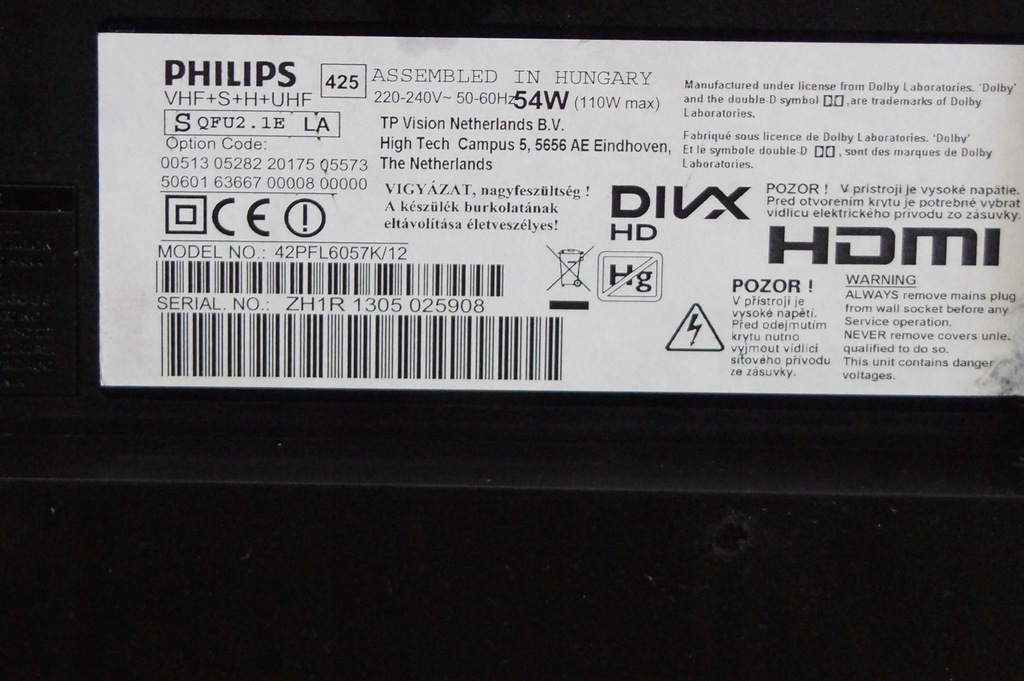 PHILIPS
425
ASSEMBLED IN HUNGARY
VHF+S+H+UHF
220-240V~ 50-60Hz 54W (110W max)
S QFU2.1E LA
TP Vision Netherlands B.V.
High Tech Campus 5, 5656 AE Eindhoven,
The Netherlands
Option Code:
00513 05282 20175 05573
50601 63667 00008 00000
VIGYÁZAT, nagyfeszültség !
A készülék burkolatának
eltávolítása életveszélyes!
CE
MODEL NO.: 42PFL6057K/12
SERIAL. NO.: ZH1R 1305 025908
Manufactured under license from Dolby Laboratories. 'Dolby'
and the double-D symbol ,are trademarks of Dolby
Laboratories.
Fabriqué sous licence de Dolby Laboratories. 'Dolby'
Et le symbole double-D , sont des marques de Dolby
Laboratories.
DIVX
HD
POZOR ! V prístroji je vysoké napätie.
Pred otvorením krytu je potrebné vybrat
vidlicu elektrického prívodu zo zásuvky.
HDMI
Hg
POZOR !
V přístroji je
vysoké napětí.
Před odejmutím
krytu nutno
vyjmout vidlici
síťového přívodu
ze zásuvky.
WARNING
ALWAYS remove mains plug
from wall socket before any
Service operation.
NEVER remove covers unle
qualified to do so.
This unit contains danger
voltages.